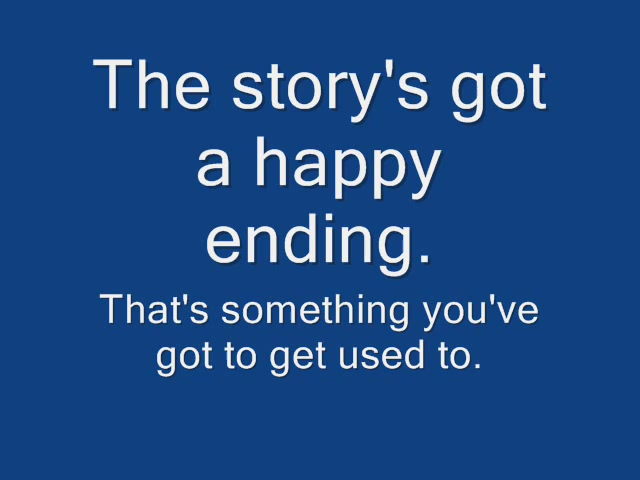 The story's got
a happy
ending.
That's something you've
got to get used to.